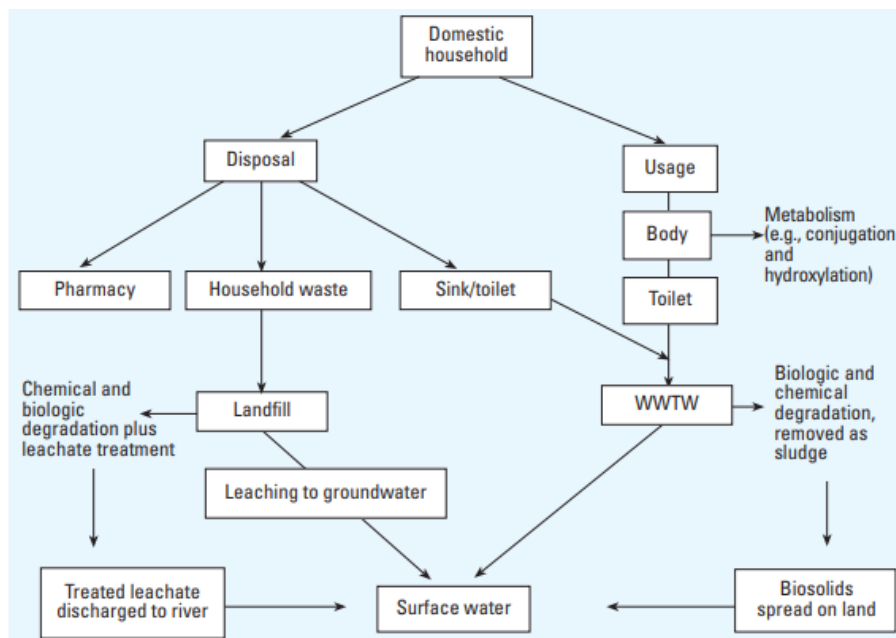 Domestic
household
Disposal
Usage
Body
Metabolism
(e.g., conjugation
and
hydroxylation)
Pharmacy
Household waste
Sink/toilet
Toilet
Chemical and
biologic
degradation plus
leachate treatment
Landfill
WWTW
Biologic and
chemical
degradation,
removed as
sludge
Leaching to groundwater
Treated leachate
discharged to river
Surface water
Biosolids
spread on land